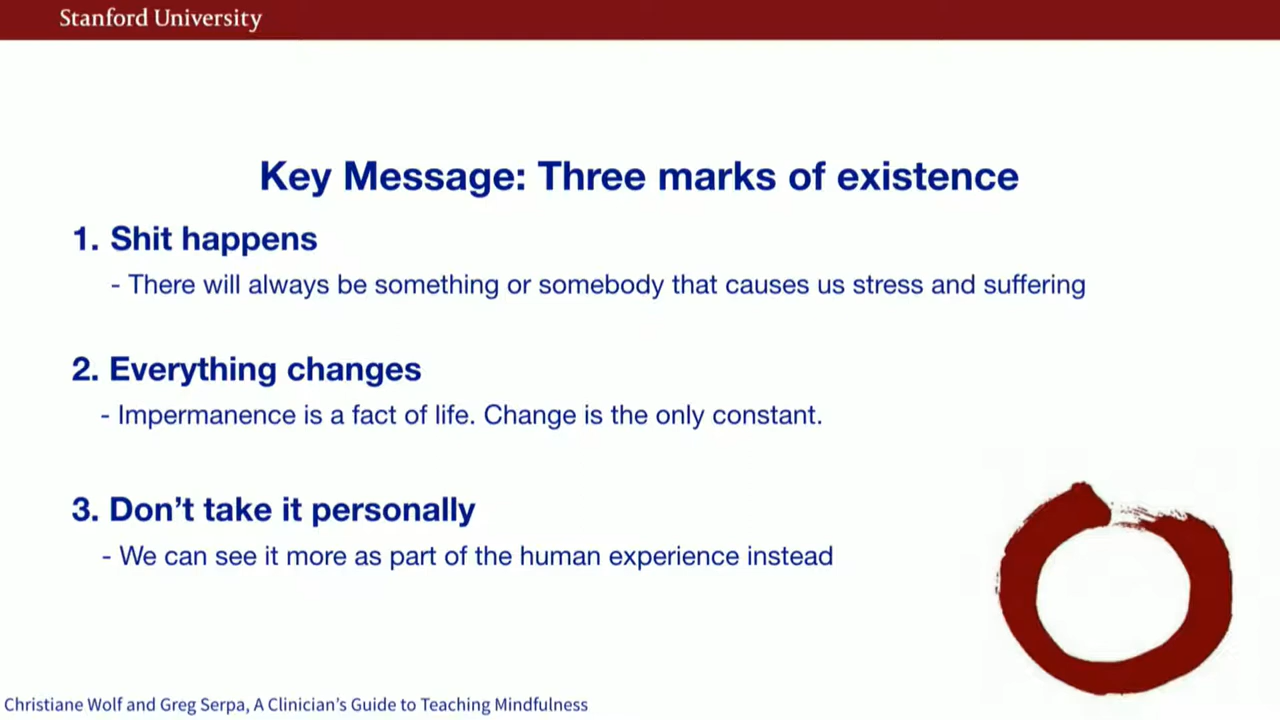 Stanford University
Key Message: Three marks of existence
1. Shit happens
- There will always be something or somebody that causes us stress and suffering
2. Everything changes
- Impermanence is a fact of life. Change is the only constant.
3. Don’t take it personally
- We can see it more as part of the human experience instead
Christiane Wolf and Greg Serpa, A Clinician’s Guide to Teaching Mindfulness